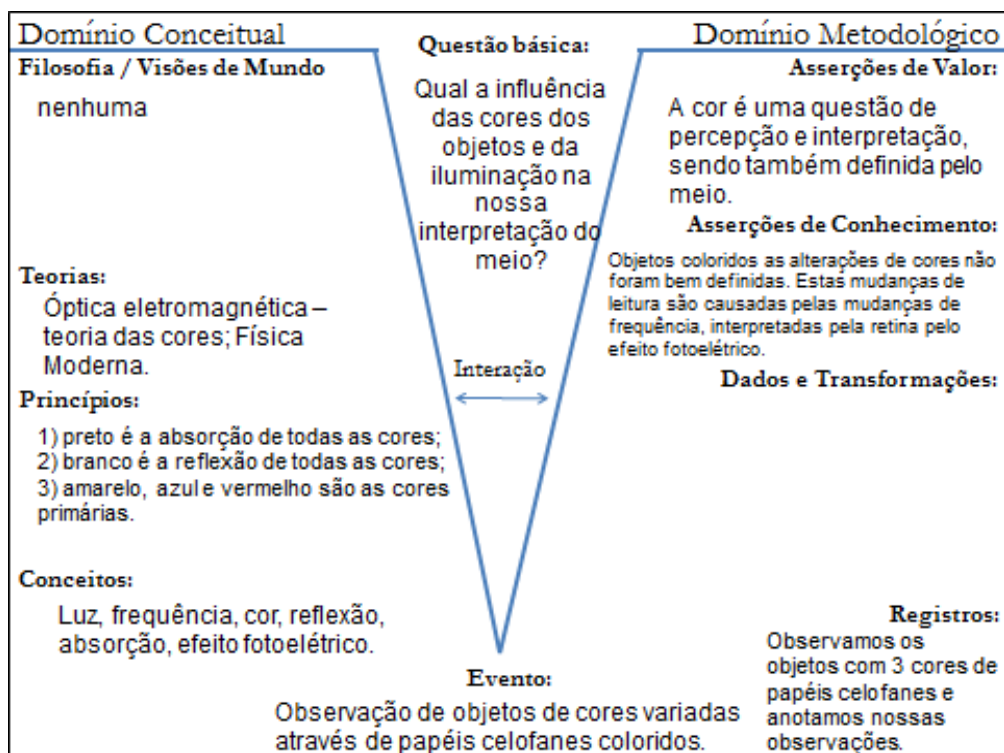 Domínio Conceitual
Filosofia / Visões de Mundo
nenhuma
Teorias:
Óptica eletromagnética –
teoria das cores; Física
Moderna.
Princípios:
1) preto é a absorção de todas as cores;
2) branco é a reflexão de todas as cores;
3) amarelo, azul e vermelho são as cores
primárias.
Conceitos:
Luz, frequência, cor, reflexão,
absorção, efeito fotoelétrico.
Questão básica:
Qual a influência
das cores dos
objetos e da
iluminação na
nossa
interpretação do
meio?
Interação
Evento:
Observação de objetos de cores variadas
através de papéis celofanes coloridos.
Domínio Metodológico
Asserções de Valor:
A cor é uma questão de
percepção e interpretação,
sendo também definida pelo
meio.
Asserções de Conhecimento:
Objetos coloridos as alterações de cores não
foram bem definidas. Estas mudanças de
leitura são causadas pelas mudanças de
frequência, interpretadas pela retina pelo
efeito fotoelétrico.
Dados e Transformações:
Registros:
Observamos os
objetos com 3 cores de
papéis celofanes e
anotamos nossas
observações.